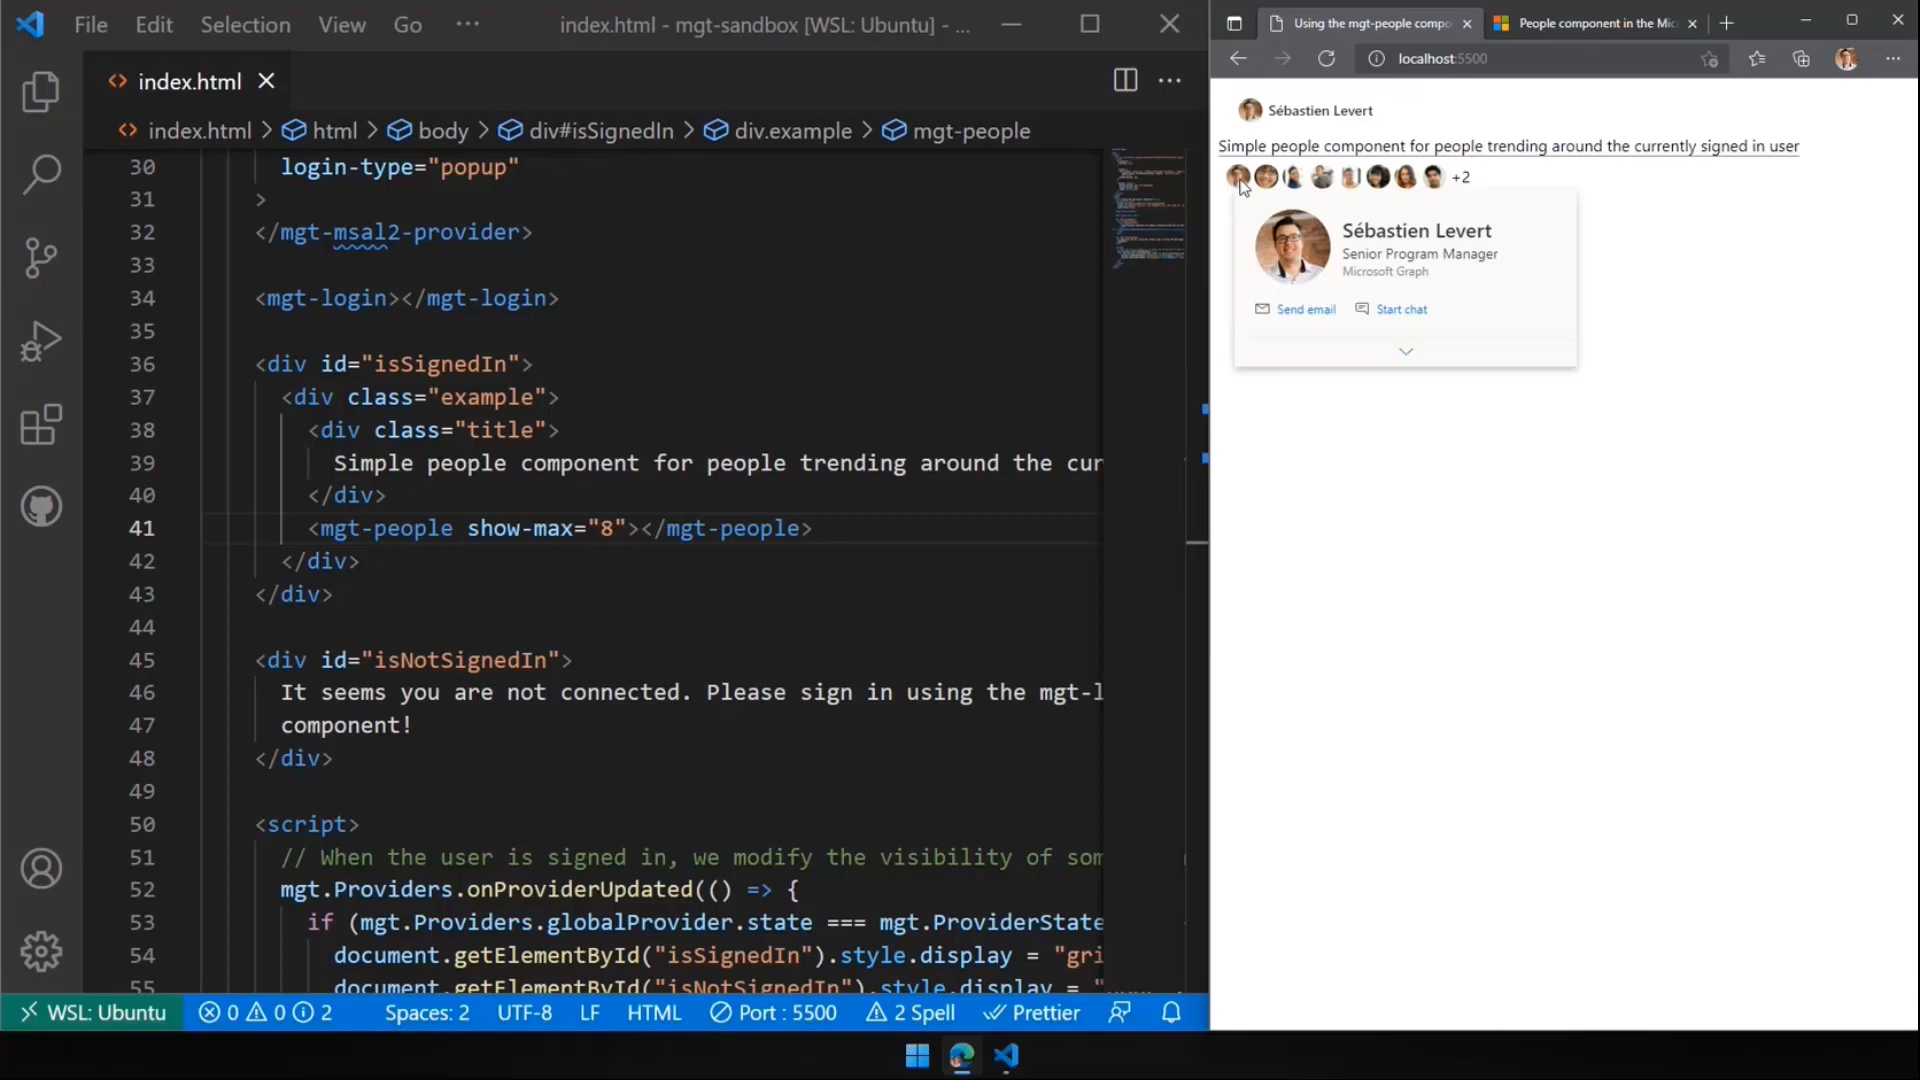 File Edit Selection View Go ··· index.html - mgt-sandbox [WSL: Ubuntu] - ...
index.html
index.html > html > body > div#isSignedIn > div.example > mgt-people
30 login-type="popup"
31 >
32 </mgt-msal2-provider>
33
34 <mgt-login></mgt-login>
35
36 <div id="isSignedIn">
37 <div class="example">
38 <div class="title">
39 Simple people component for people trending around the cur
40 </div>
41 <mgt-people show-max="8"></mgt-people>
42 </div>
43 </div>
44
45 <div id="isNotSignedIn">
46 It seems you are not connected. Please sign in using the mgt-l
47 component!
48 </div>
49
50 <script>
51 // When the user is signed in, we modify the visibility of som
52 mgt.Providers.onProviderUpdated(() => {
53 if (mgt.Providers.globalProvider.state === mgt.ProviderState
54 document.getElementById("isSignedIn").style.display = "gri
55 document.getElementById("isNotSignedIn").style.display = "
WSL: Ubuntu 0 0 2 Spaces: 2 UTF-8 LF HTML Port : 5500 2 Spell Prettier
Using the mgt-people compo People component in the Mic
localhost:5500
Sébastien Levert
Simple people component for people trending around the currently signed in user
+2
Sébastien Levert
Senior Program Manager
Microsoft Graph
Send email Start chat